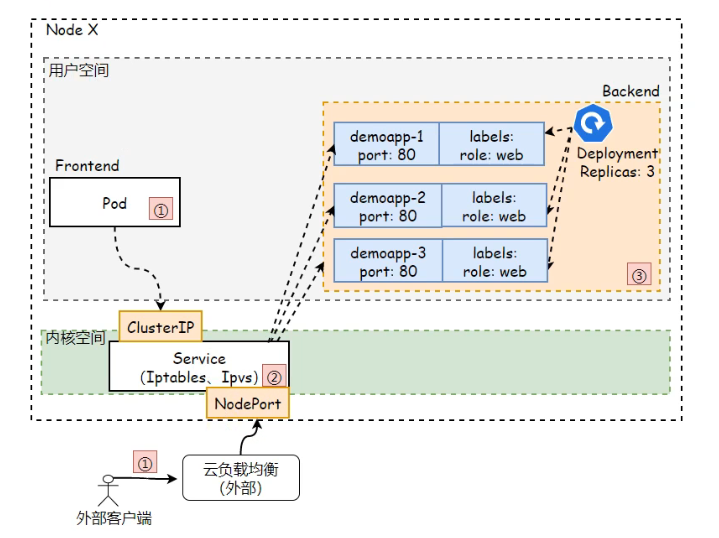 Node X
用户空间
Backend
demoapp-1
port: 80
labels:
role: web
Deployment
Replicas: 3
Frontend
Pod
①
demoapp-2
port: 80
labels:
role: web
demoapp-3
port: 80
labels:
role: web
③
ClusterIP
内核空间
Service
(Iptables、Ipvs)
②
NodePort
①
云负载均衡
(外部)
外部客户端